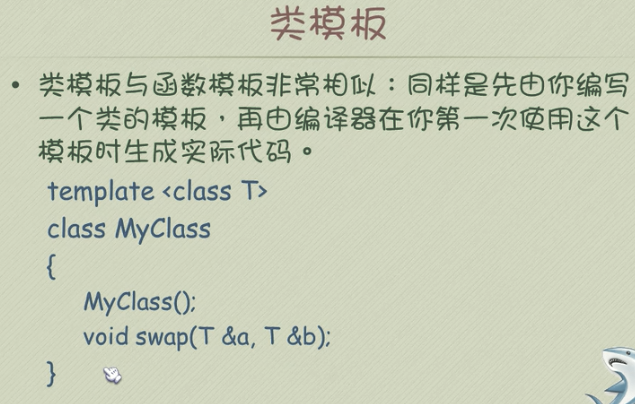 类模板
• 类模板与函数模板非常相似：同样是先由你编写
一个类的模板，再由编译器在你第一次使用这个
模板时生成实际代码。
template <class T>
class MyClass
{
MyClass();
void swap(T &a, T &b);
}